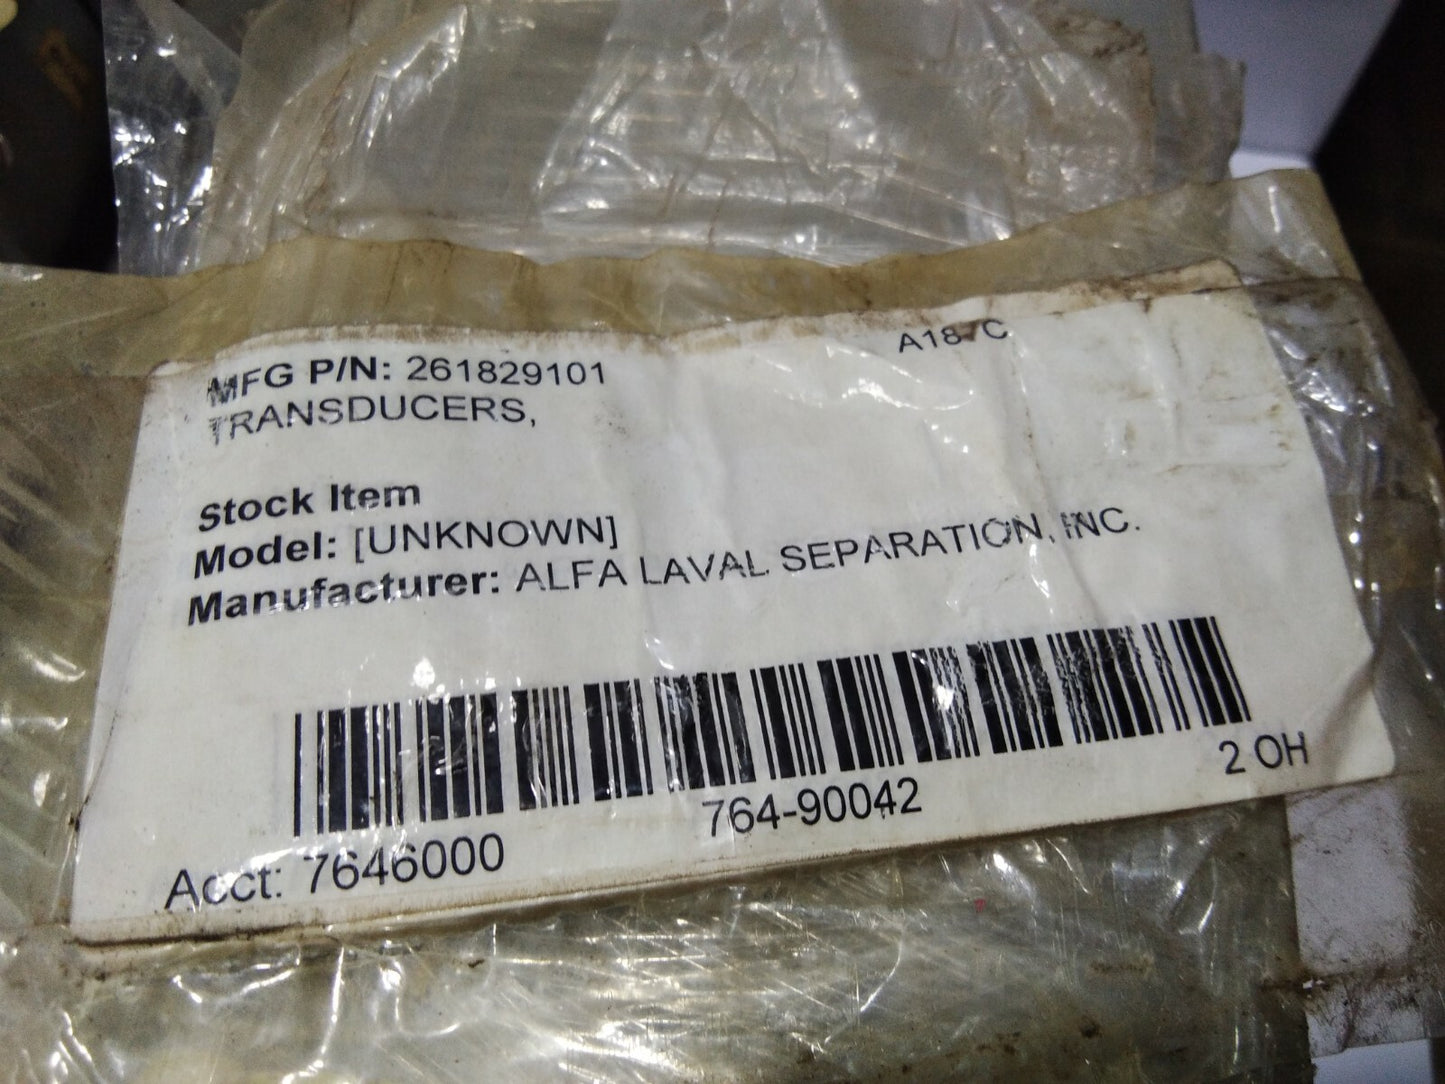 MFG P/N: 261829101
TRANSDUCERS,
Stock Item
Model: [UNKNOWN]
Manufacturer: ALFA LAVAL SEPARATION, INC.
764-90042
2 OH
Acct: 7646000